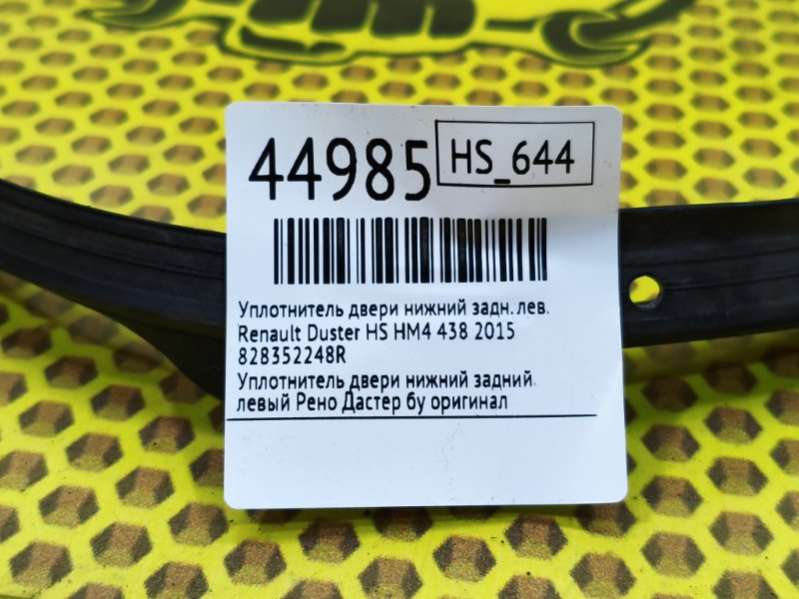 44985 HS_644
Уплотнитель двери нижний задн. лев.
Renault Duster HS HM4 438 2015
828352248R
Уплотнитель двери нижний задний
левый Рено Дастер бу оригинал